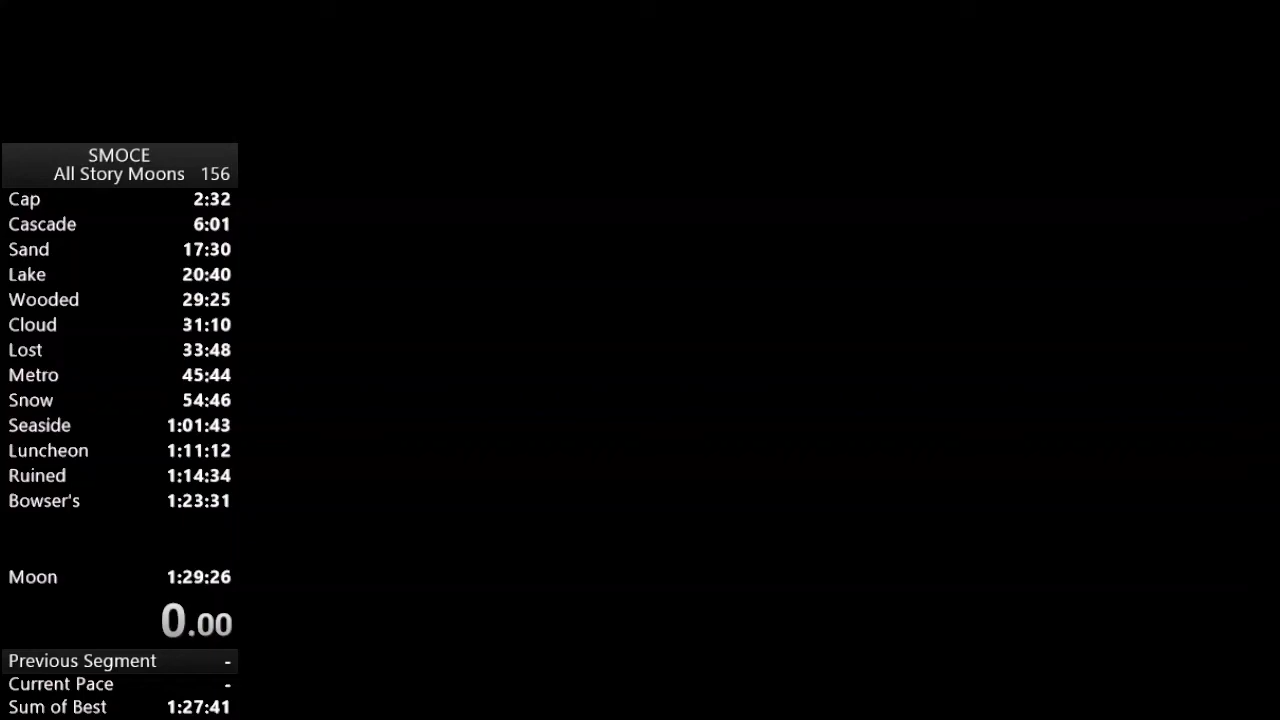 SMOCE
All Story Moons 156
Cap 2:32
Cascade 6:01
Sand 17:30
Lake 20:40
Wooded 29:25
Cloud 31:10
Lost 33:48
Metro 45:44
Snow 54:46
Seaside 1:01:43
Luncheon 1:11:12
Ruined 1:14:34
Bowser's 1:23:31
Moon 1:29:26
0.00
Previous Segment -
Current Pace -
Sum of Best 1:27:41